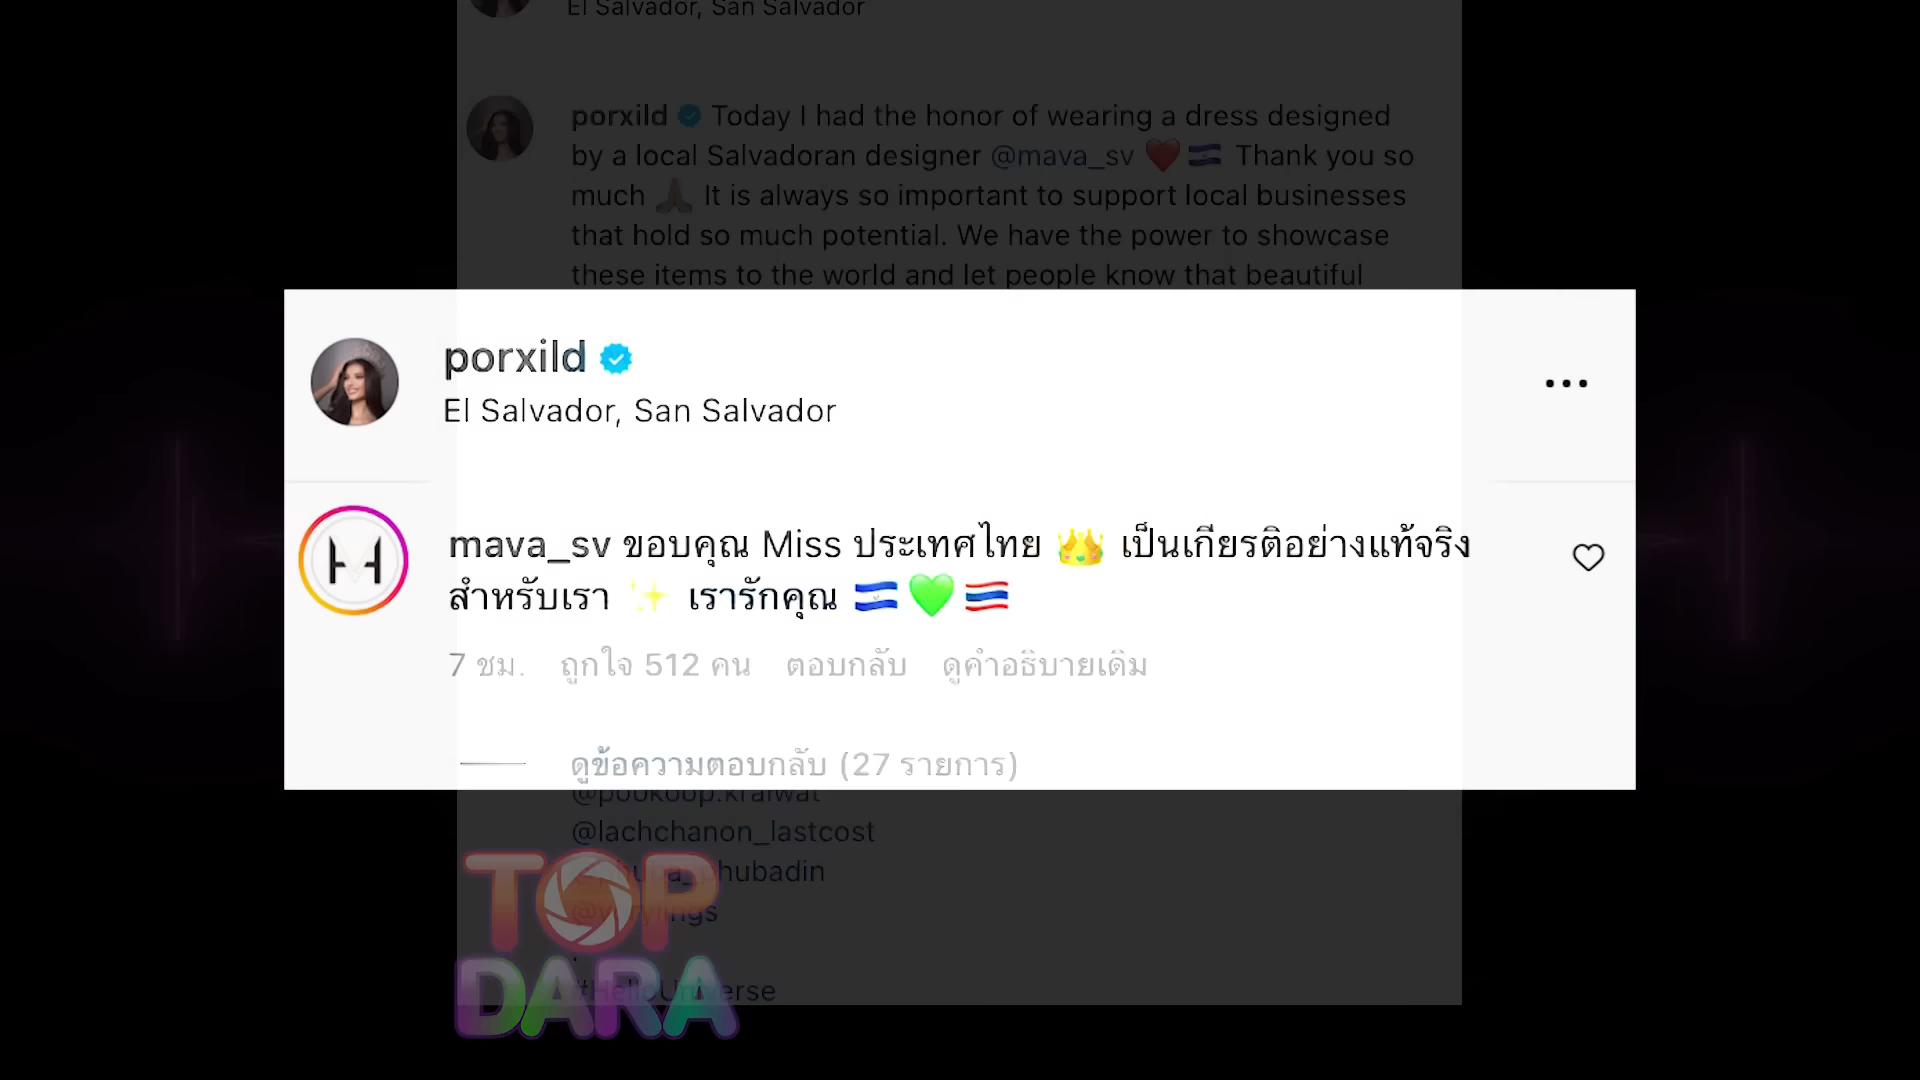 El Salvador, San Salvador
porxild Today I had the honor of wearing a dress designed
by a local Salvadoran designer @mava_sv ❤️🇸🇻 Thank you so
much 🙏🏽 It is always so important to support local businesses
that hold so much potential. We have the power to showcase
these items to the world and let people know that beautiful
porxild
El Salvador, San Salvador
mava_sv ขอบคุณ Miss ประเทศไทย 👑 เป็นเกียรติอย่างแท้จริง
สำหรับเรา ✨ เรารักคุณ 🇸🇻💚🇹🇭
7 ชม. ถูกใจ 512 คน ตอบกลับ ดูคำอธิบายเดิม
ดูข้อความตอบกลับ (27 รายการ)
@pookoop.kraiwat
@lachchanon_lastcost
#HelloUniverse
TOP
DARA